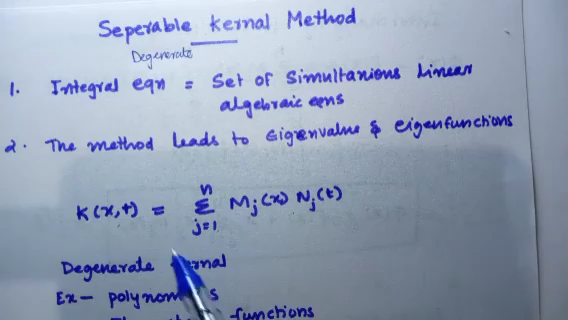 Seperable Kernal Method
Degenerate
1. Integral eqn = Set of Simultanions Linear
algebraic eqns
2. The method leads to Eigenvalue & eigenfunctions
K(x,t) = n Σ j=1 Mj(x) Nj(t)
Degenerate
Ex-
functions